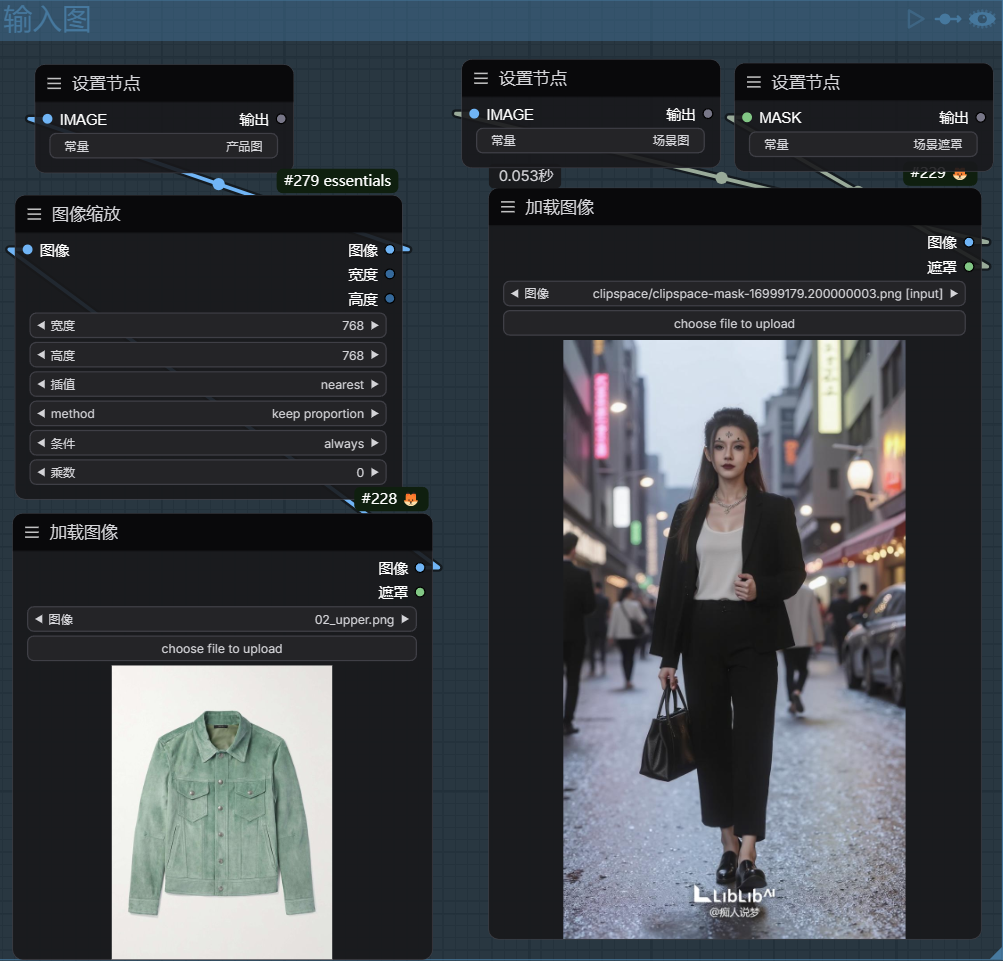 输入图
设置节点
IMAGE
输出
常量
产品图
#279 essentials
图像缩放
图像
图像
宽度
高度
宽度
768
高度
768
插值
nearest
method
keep proportion
条件
always
乘数
0
#228
加载图像
图像
遮罩
图像
02_upper.png
choose file to upload
设置节点
IMAGE
输出
常量
场景图
设置节点
MASK
输出
常量
场景遮罩
0.053秒
#229
加载图像
图像
遮罩
图像
clipspace/clipspace-mask-16999179.200000003.png [input]
choose file to upload
LibLibAI
@痴人说梦